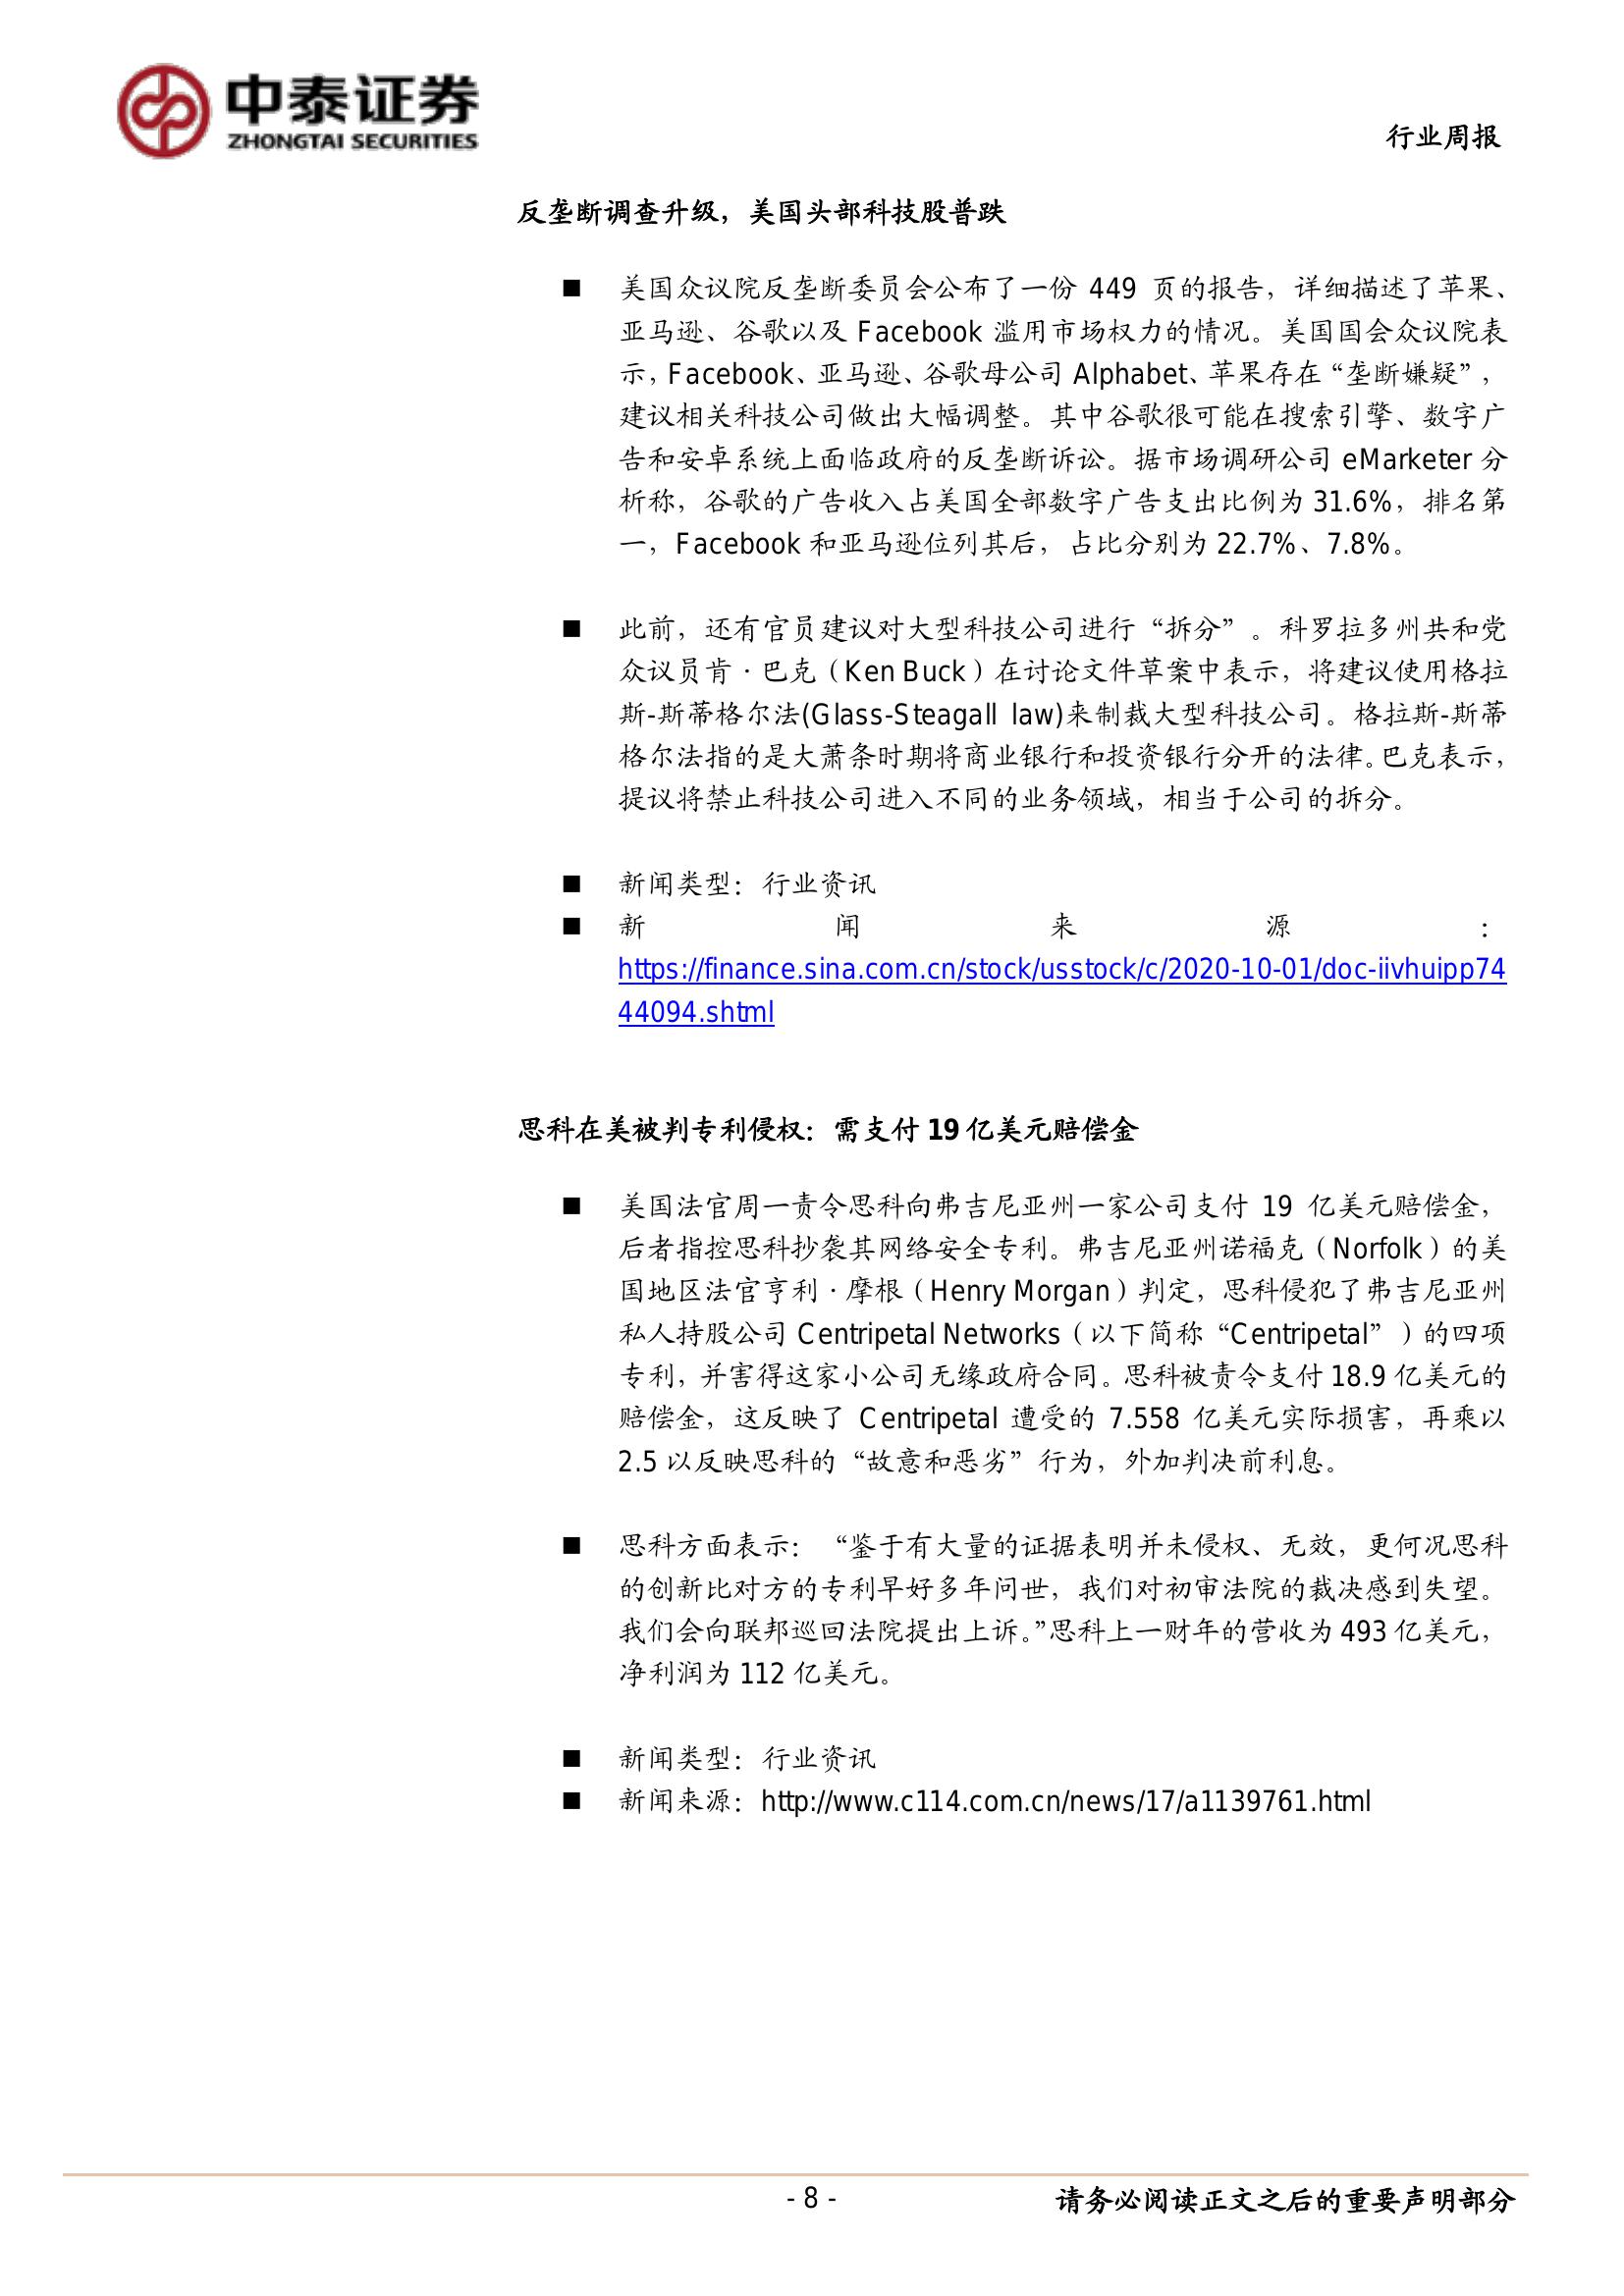 中泰证券
ZHONGTAI SECURITIES
行业周报
反垄断调查升级，美国头部科技股普跌
■ 美国众议院反垄断委员会公布了一份 449 页的报告，详细描述了苹果、
亚马逊、谷歌以及 Facebook 滥用市场权力的情况。美国国会众议院表
示，Facebook、亚马逊、谷歌母公司 Alphabet、苹果存在“垄断嫌疑”，
建议相关科技公司做出大幅调整。其中谷歌很可能在搜索引擎、数字广
告和安卓系统上面临政府的反垄断诉讼。据市场调研公司 eMarketer 分
析称，谷歌的广告收入占美国全部数字广告支出比例为 31.6%，排名第
一，Facebook 和亚马逊位列其后，占比分别为 22.7%、7.8%。
■ 此前，还有官员建议对大型科技公司进行“拆分”。科罗拉多州共和党
众议员肯·巴克（Ken Buck）在讨论文件草案中表示，将建议使用格拉
斯-斯蒂格尔法(Glass-Steagall law)来制裁大型科技公司。格拉斯-斯蒂
格尔法指的是大萧条时期将商业银行和投资银行分开的法律。巴克表示，
提议将禁止科技公司进入不同的业务领域，相当于公司的拆分。
■ 新闻类型：行业资讯
■ 新闻来源：
https://finance.sina.com.cn/stock/usstock/c/2020-10-01/doc-iivhuipp74
44094.shtml
思科在美被判专利侵权：需支付 19 亿美元赔偿金
■ 美国法官周一责令思科向弗吉尼亚州一家公司支付 19 亿美元赔偿金，
后者指控思科抄袭其网络安全专利。弗吉尼亚州诺福克（Norfolk）的美
国地区法官亨利·摩根（Henry Morgan）判定，思科侵犯了弗吉尼亚州
私人持股公司 Centripetal Networks（以下简称“Centripetal”）的四项
专利，并害得这家小公司无缘政府合同。思科被责令支付 18.9 亿美元的
赔偿金，这反映了 Centripetal 遭受的 7.558 亿美元实际损害，再乘以
2.5 以反映思科的“故意和恶劣”行为，外加判决前利息。
■ 思科方面表示：“鉴于有大量的证据表明并未侵权、无效，更何况思科
的创新比对方的专利早好多年问世，我们对初审法院的裁决感到失望。
我们会向联邦巡回法院提出上诉。”思科上一财年的营收为 493 亿美元，
净利润为 112 亿美元。
■ 新闻类型：行业资讯
■ 新闻来源：http://www.c114.com.cn/news/17/a1139761.html
- 8 -
请务必阅读正文之后的重要声明部分